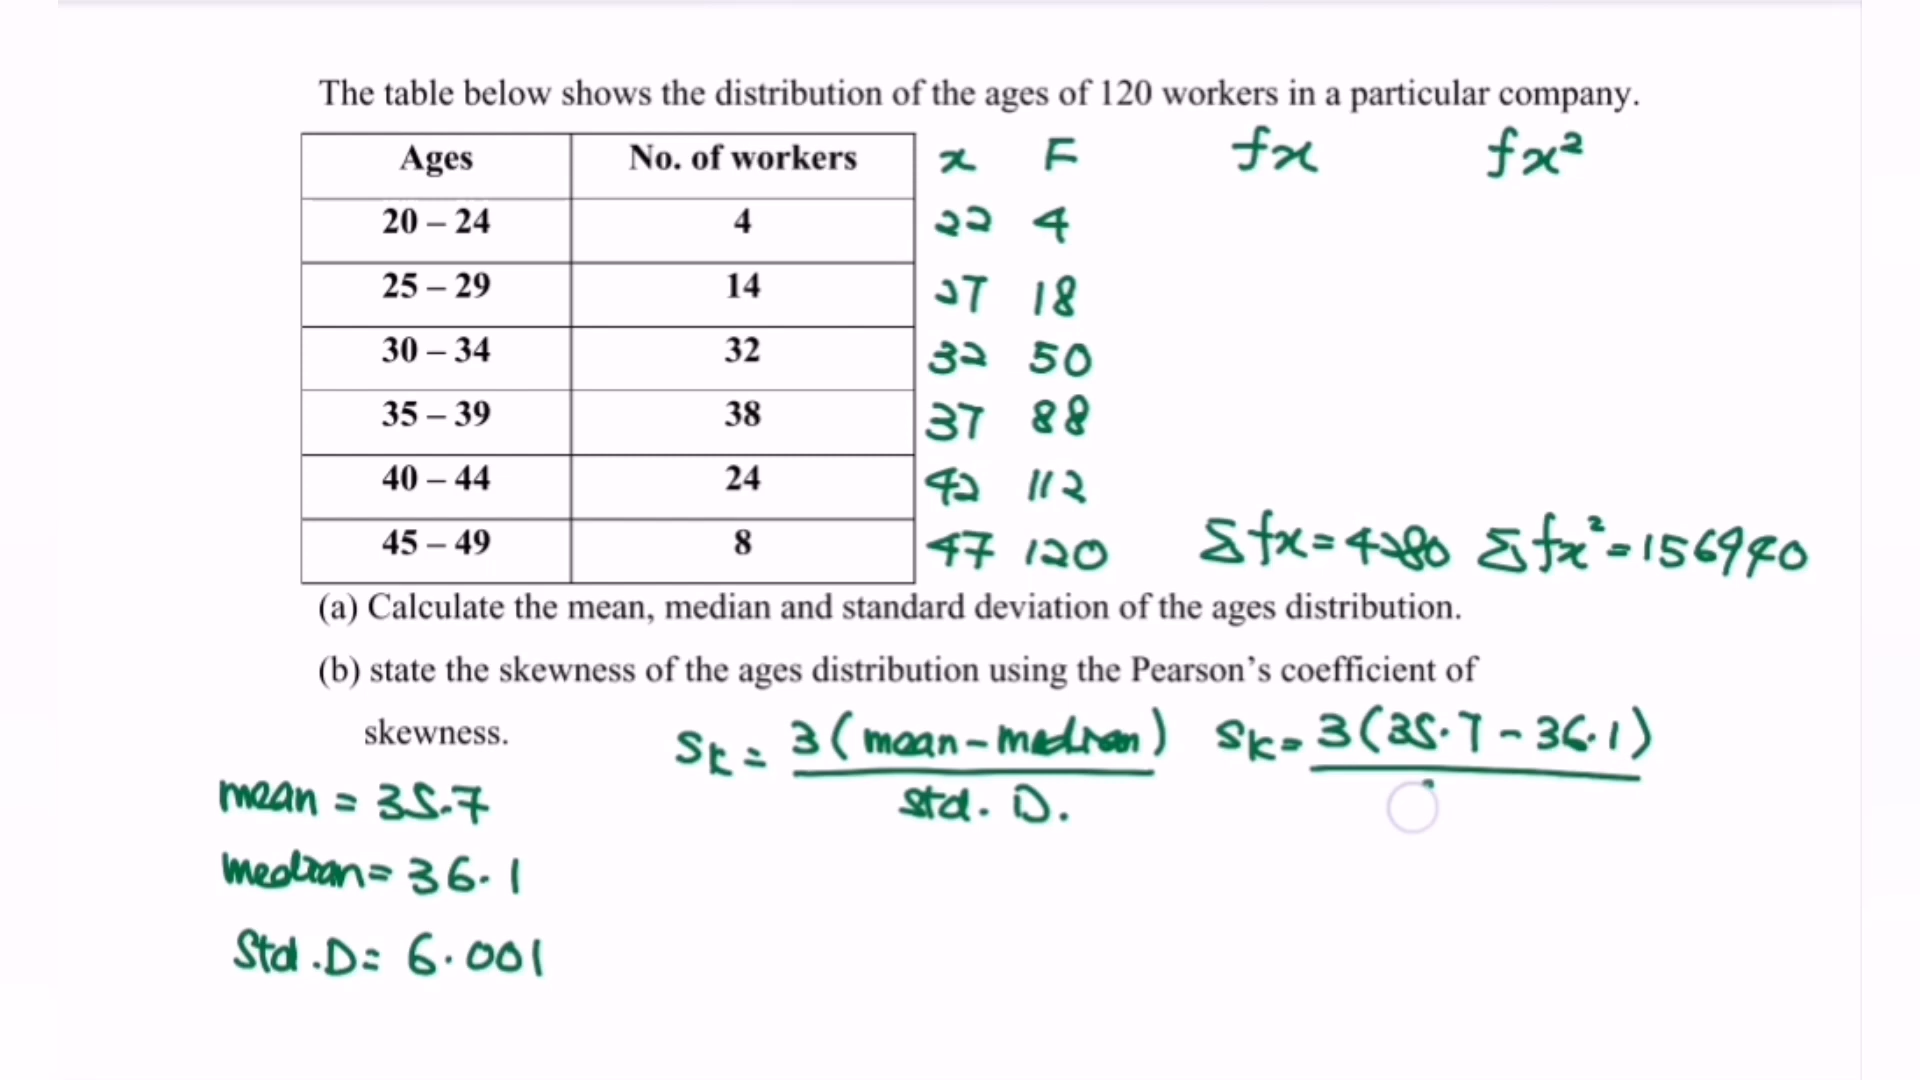 The table below shows the distribution of the ages of 120 workers in a particular company.
Ages No. of workers x F fx fx²
20 – 24 4 22 4
25 – 29 14 27 18
30 – 34 32 32 50
35 – 39 38 37 88
40 – 44 24 42 112
45 – 49 8 47 120 Σfx = 4280 Σfx² = 156940
(a) Calculate the mean, median and standard deviation of the ages distribution.
(b) state the skewness of the ages distribution using the Pearson’s coefficient of
skewness.
Sk = 3(mean - median) / std. D. Sk = 3(35.7 - 36.1)
mean = 35.7
median = 36.1
Std.D = 6.001